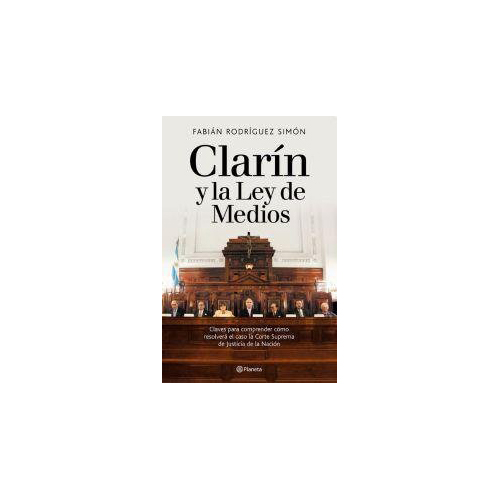 FABIÁN RODRÍGUEZ SIMÓN
Clarín
y la Ley de
Medios
Claves para comprender cómo
resolverá el caso la Corte Suprema
de Justicia de la Nación
Planeta